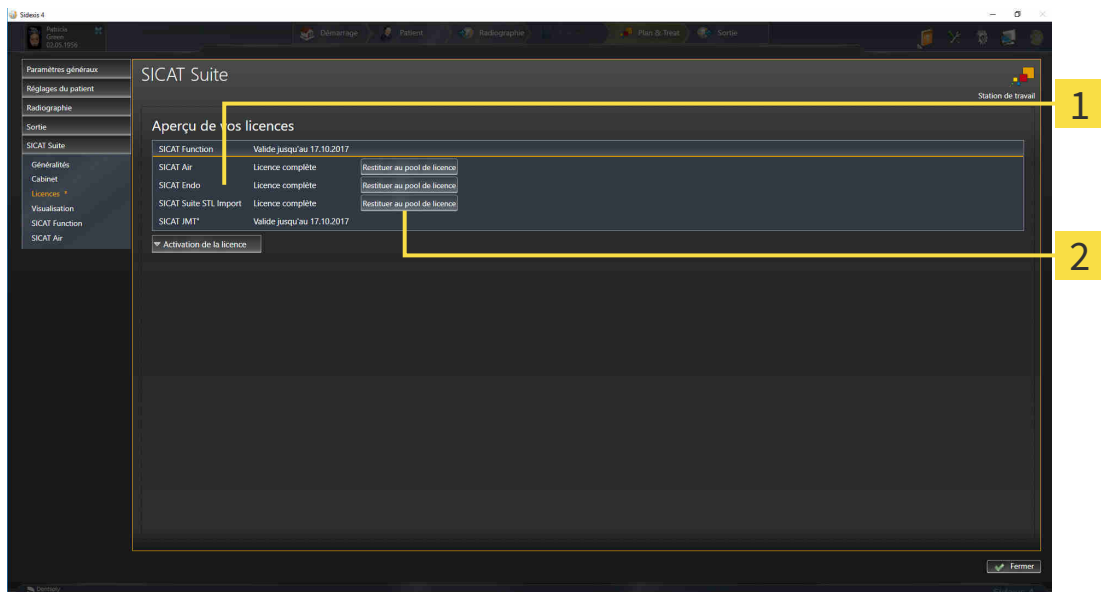 Sidexis 4
Patricia
Green
02.05.1956
Démarrage
Patient
Radiographie
Plan & Treat
Sortie
Paramètres généraux
Réglages du patient
Radiographie
Sortie
SICAT Suite
Généralités
Cabinet
Licences *
Visualisation
SICAT Function
SICAT Air
SICAT Suite
Station de travail
Aperçu de vos licences
SICAT Function Valide jusqu'au 17.10.2017
SICAT Air Licence complète Restituer au pool de licence
SICAT Endo Licence complète Restituer au pool de licence
SICAT Suite STL Import Licence complète Restituer au pool de licence
SICAT JMT⁺ Valide jusqu'au 17.10.2017
Activation de la licence
1
2
Fermer
Dentsply
Sidexis 4